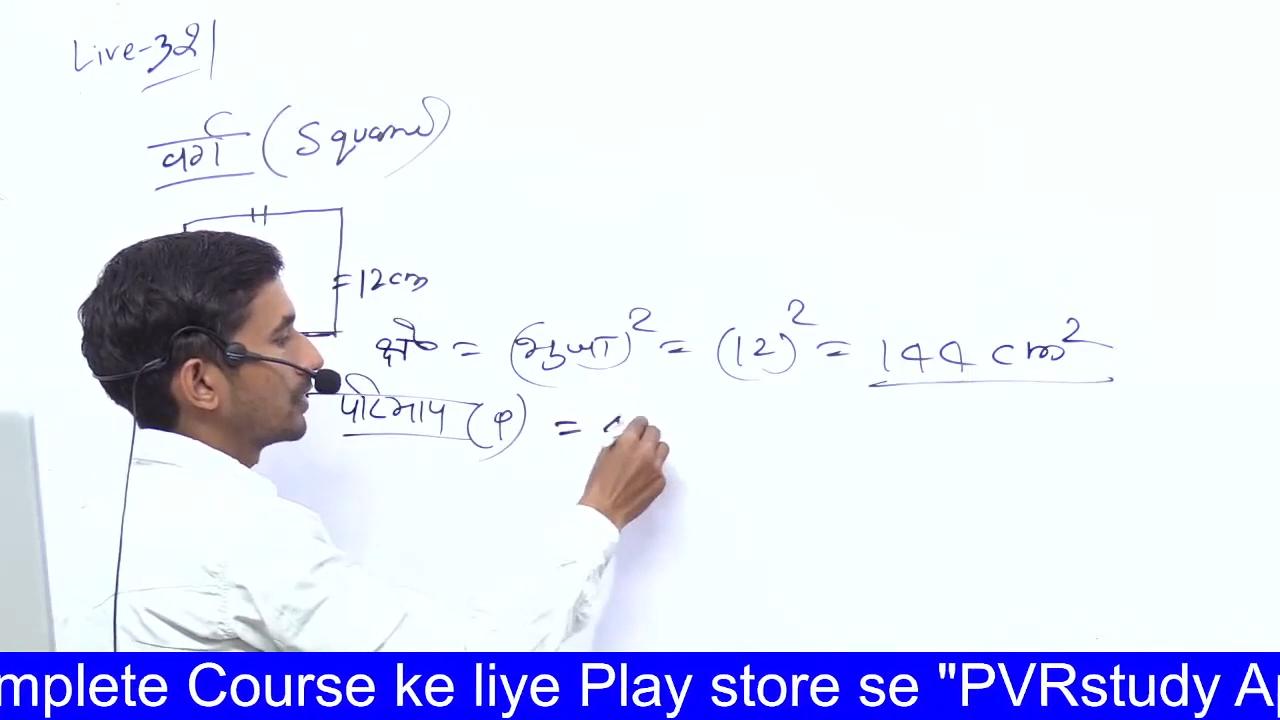 Live-321
वर्ग (Square)
=12cm
क्षे० = (भुजा)² = (12)² = 144 cm²
परिमाप (P) =
mplete Course ke liye Play store se "PVRstudy Ap